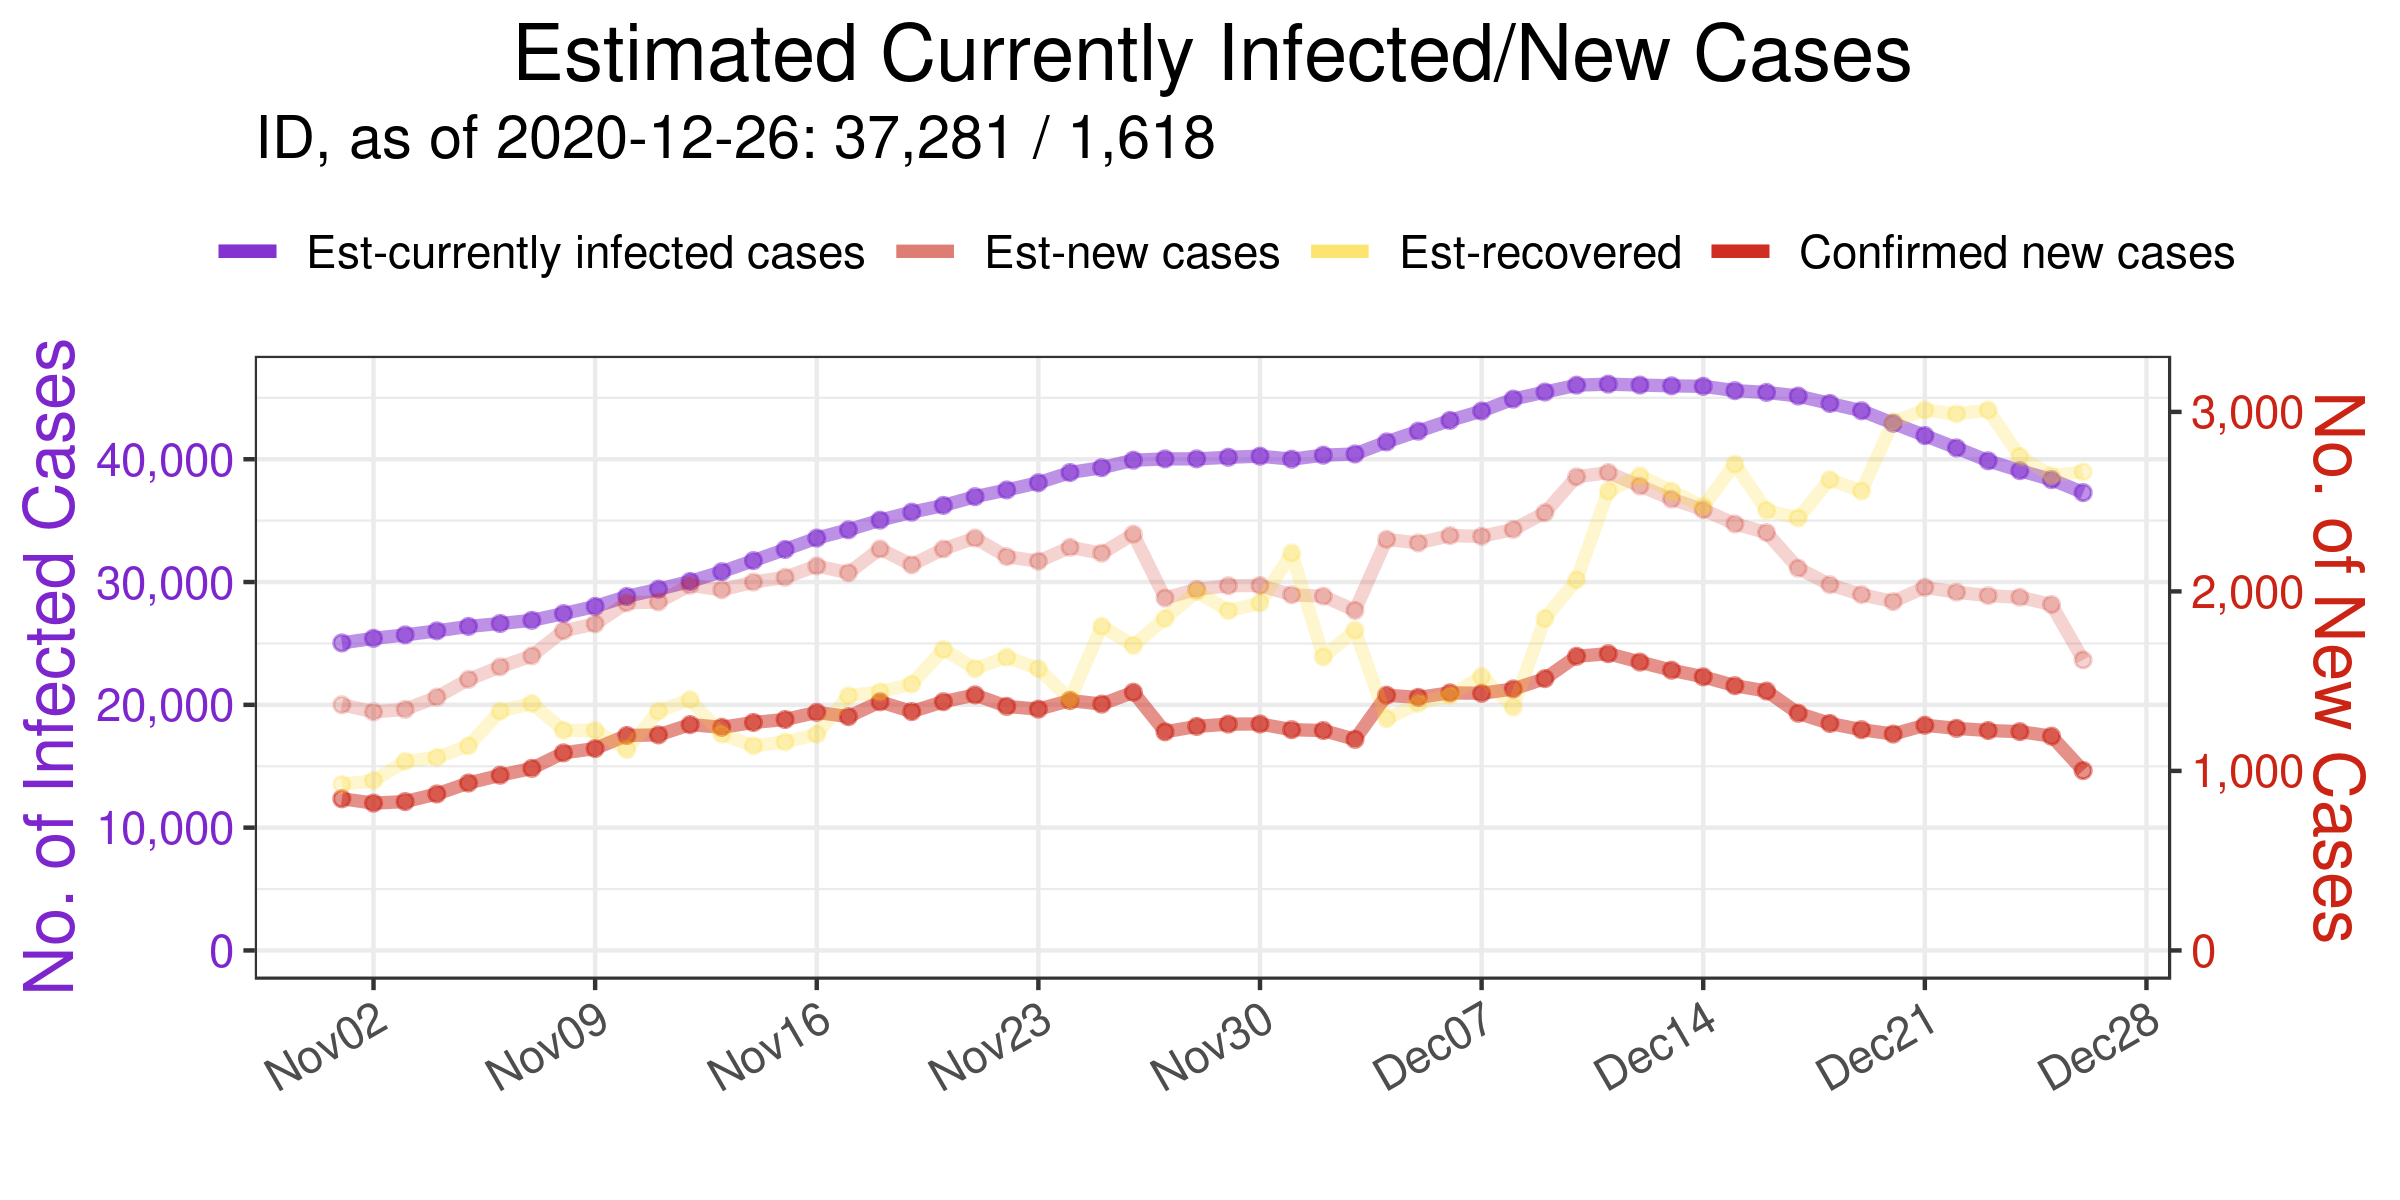 Estimated Currently Infected/New Cases
ID, as of 2020-12-26: 37,281 / 1,618
Est-currently infected cases Est-new cases Est-recovered Confirmed new cases
No. of Infected Cases
40,000
30,000
20,000
10,000
0
3,000
2,000
1,000
0
No. of New Cases
Nov02 Nov09 Nov16 Nov23 Nov30 Dec07 Dec14 Dec21 Dec28